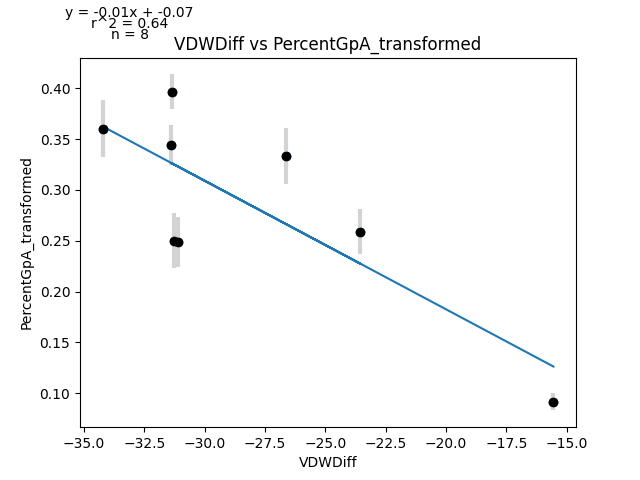 y = -0.01x + -0.07
r^2 = 0.64
n = 8
VDWDiff vs PercentGpA_transformed
PercentGpA_transformed
0.40
0.35
0.30
0.25
0.20
0.15
0.10
−35.0 −32.5 −30.0 −27.5 −25.0 −22.5 −20.0 −17.5 −15.0
VDWDiff